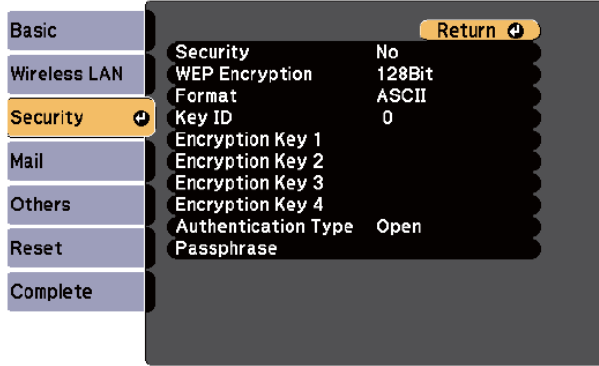 Basic
Wireless LAN
Security
Mail
Others
Reset
Complete
Return
Security No
WEP Encryption 128Bit
Format ASCII
Key ID 0
Encryption Key 1
Encryption Key 2
Encryption Key 3
Encryption Key 4
Authentication Type Open
Passphrase